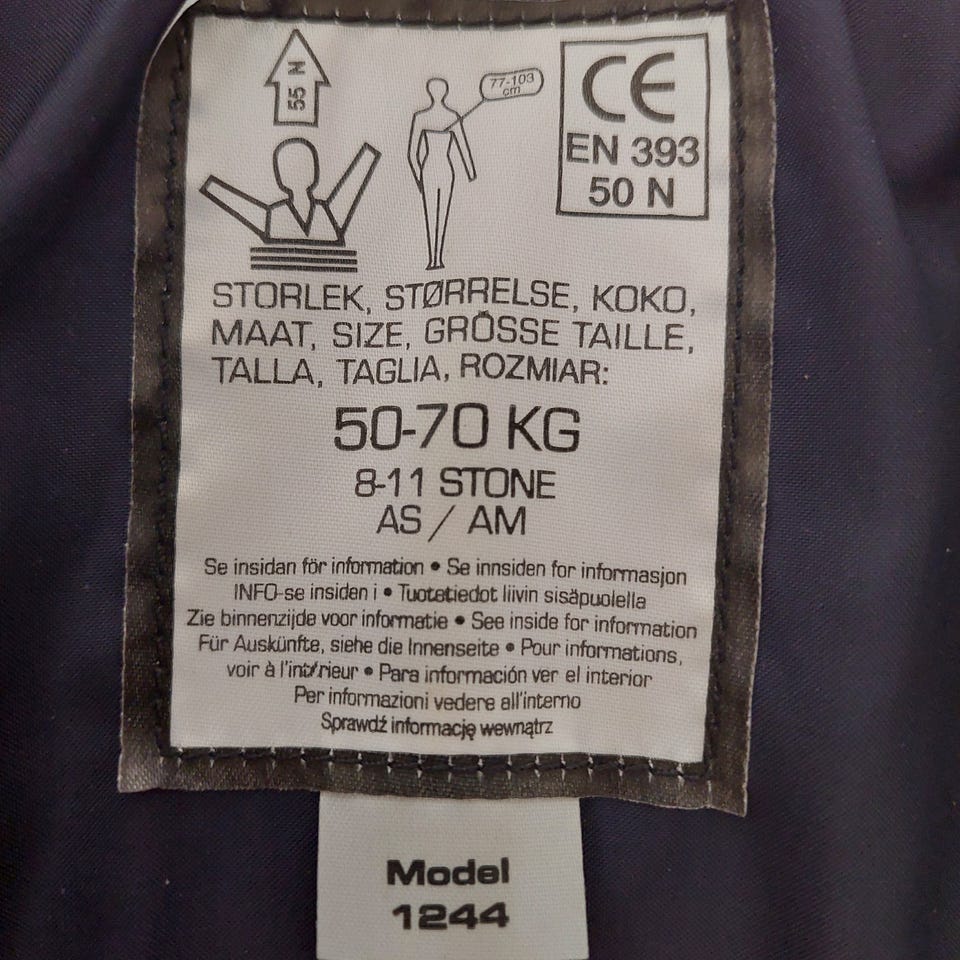 55 N
77-103
cm
CE
EN 393
50 N
STORLEK, STØRRELSE, KOKO,
MAAT, SIZE, GRÖSSE TAILLE,
TALLA, TAGLIA, ROZMIAR:
50-70 KG
8-11 STONE
AS / AM
Se insidan för information • Se innsiden for informasjon
INFO-se insiden i • Tuotetiedot liivin sisäpuolella
Zie binnenzijde voor informatie • See inside for information
Für Auskünfte, siehe die Innenseite • Pour informations,
voir à l'intérieur • Para información ver el interior
Per informazioni vedere all'interno
Sprawdź informację wewnątrz
Model
1244